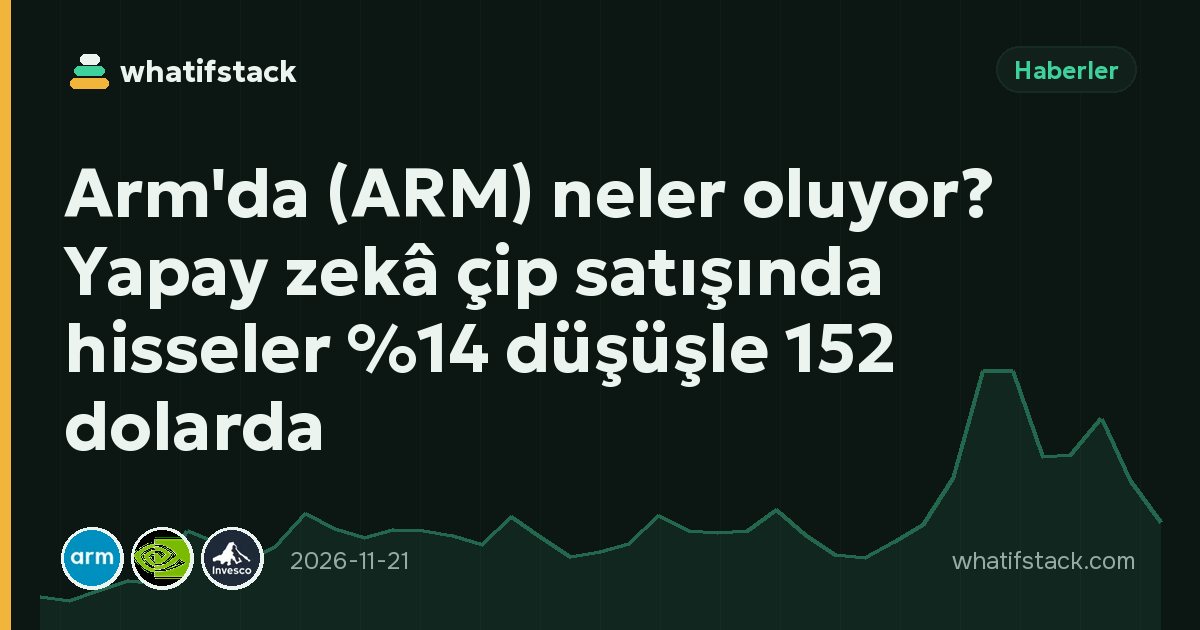 whatifstack
Haberler
Arm'da (ARM) neler oluyor?
Yapay zekâ çip satışında
hisseler %14 düşüşle 152
dolarda
arm
Invesco
2026-11-21
whatifstack.com